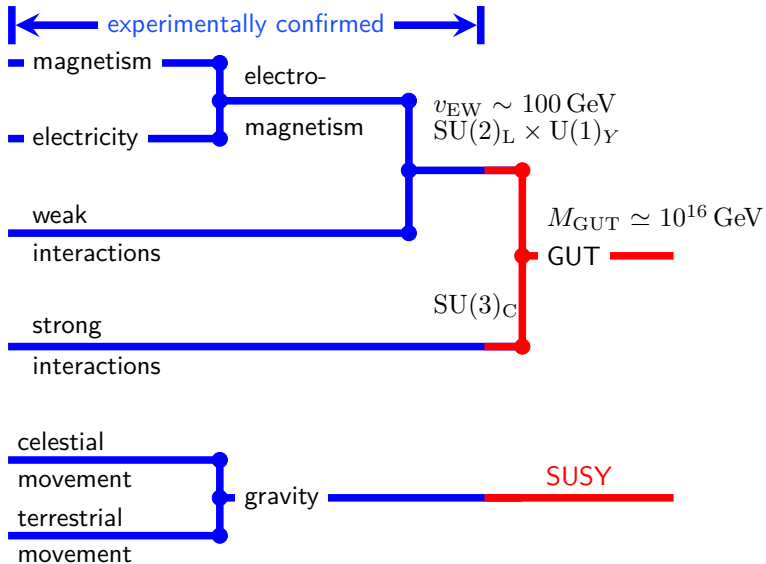 experimentally confirmed
magnetism
electro-
magnetism
electricity
v_EW ∼ 100 GeV
SU(2)_L × U(1)_Y
weak
interactions
M_GUT ≃ 10^16 GeV
GUT
SU(3)_C
strong
interactions
celestial
movement
gravity
SUSY
terrestrial
movement